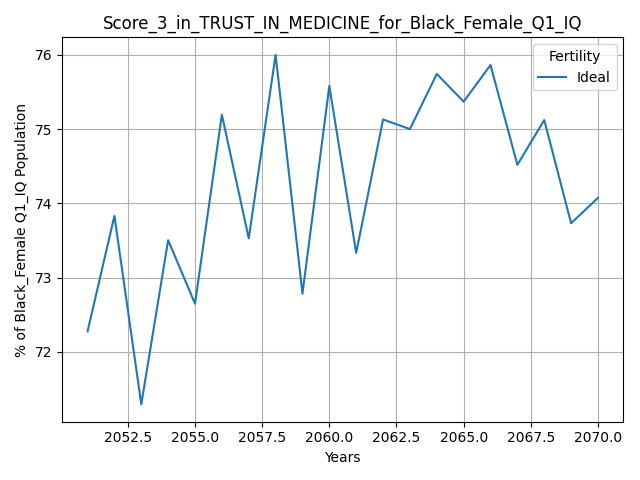 Score_3_in_TRUST_IN_MEDICINE_for_Black_Female_Q1_IQ
Fertility
Ideal
% of Black_Female Q1_IQ Population
76
75
74
73
72
2052.5 2055.0 2057.5 2060.0 2062.5 2065.0 2067.5 2070.0
Years